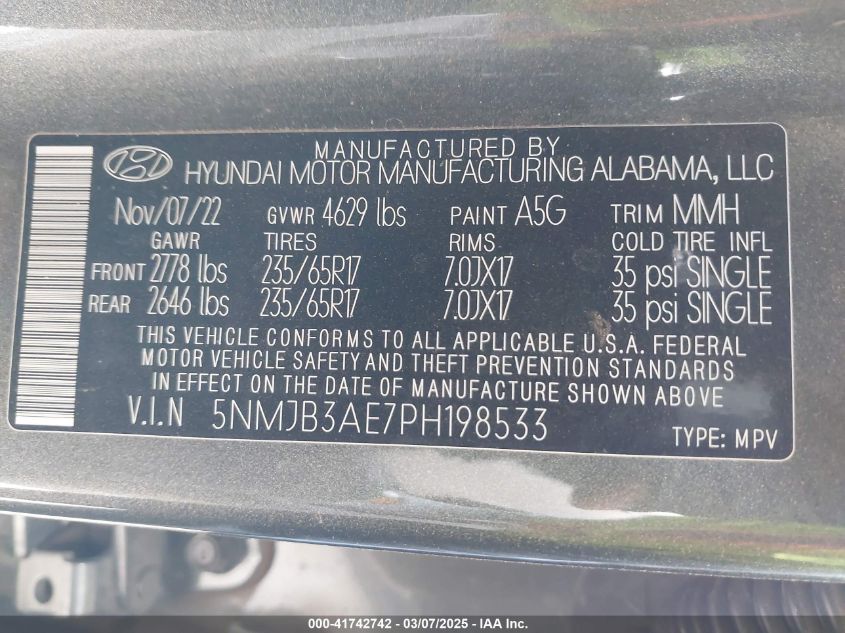 MANUFACTURED BY
HYUNDAI MOTOR MANUFACTURING ALABAMA, LLC
Nov/07/22 GVWR 4629 lbs PAINT A5G TRIM MMH
GAWR TIRES RIMS COLD TIRE INFL
FRONT 2778 lbs 235/65R17 7.0JX17 35 psi SINGLE
REAR 2646 lbs 235/65R17 7.0JX17 35 psi SINGLE
THIS VEHICLE CONFORMS TO ALL APPLICABLE U.S.A. FEDERAL
MOTOR VEHICLE SAFETY AND THEFT PREVENTION STANDARDS
IN EFFECT ON THE DATE OF MANUFACTURE SHOWN ABOVE
V.I.N 5NMJB3AE7PH198533
TYPE: MPV
000-41742742 - 03/07/2025 - IAA Inc.